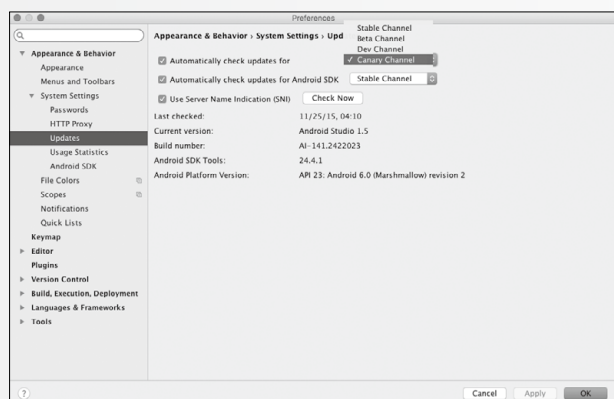 Preferences
Appearance & Behavior
Appearance
Menus and Toolbars
System Settings
Passwords
HTTP Proxy
Updates
Usage Statistics
Android SDK
File Colors
Scopes
Notifications
Quick Lists
Keymap
Editor
Plugins
Version Control
Build, Execution, Deployment
Languages & Frameworks
Tools
Appearance & Behavior › System Settings › Upd
Stable Channel
Beta Channel
Dev Channel
✓ Canary Channel
Automatically check updates for
Automatically check updates for Android SDK Stable Channel
Use Server Name Indication (SNI) Check Now
Last checked: 11/25/15, 04:10
Current version: Android Studio 1.5
Build number: AI-141.2422023
Android SDK Tools: 24.4.1
Android Platform Version: API 23: Android 6.0 (Marshmallow) revision 2
? Cancel Apply OK